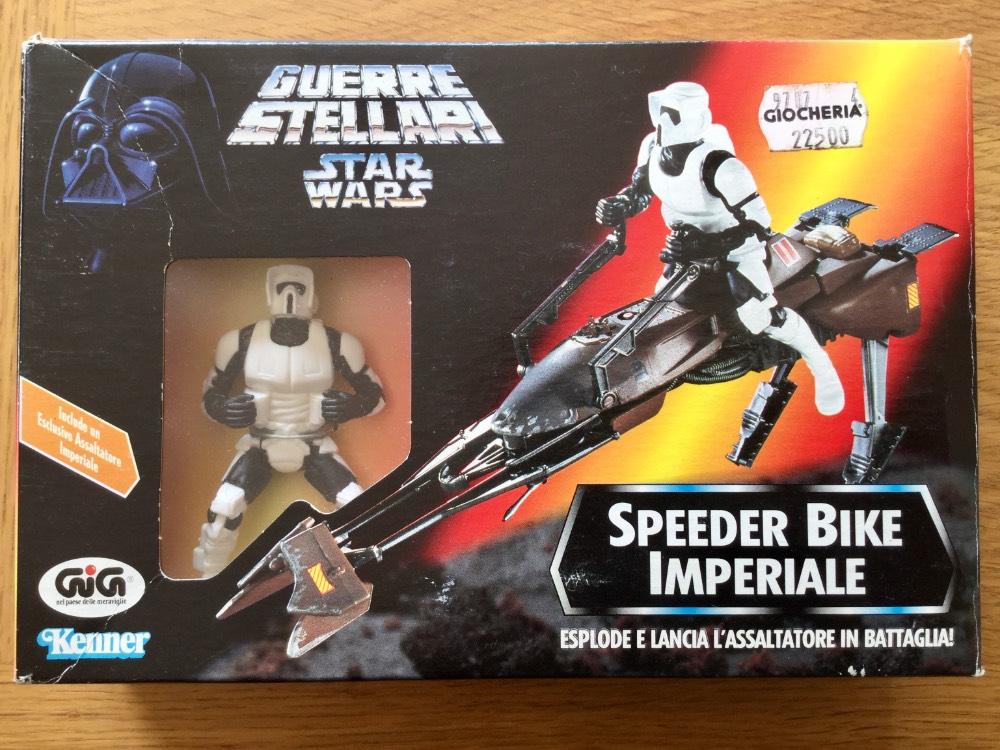 GUERRE
STELLARI
STAR
WARS
GIOCHERIA
22500
Include un
Esclusivo Assaltatore
Imperiale
GiG®
nel paese delle meraviglie
Kenner
SPEEDER BIKE
IMPERIALE
ESPLODE E LANCIA L'ASSALTATORE IN BATTAGLIA!